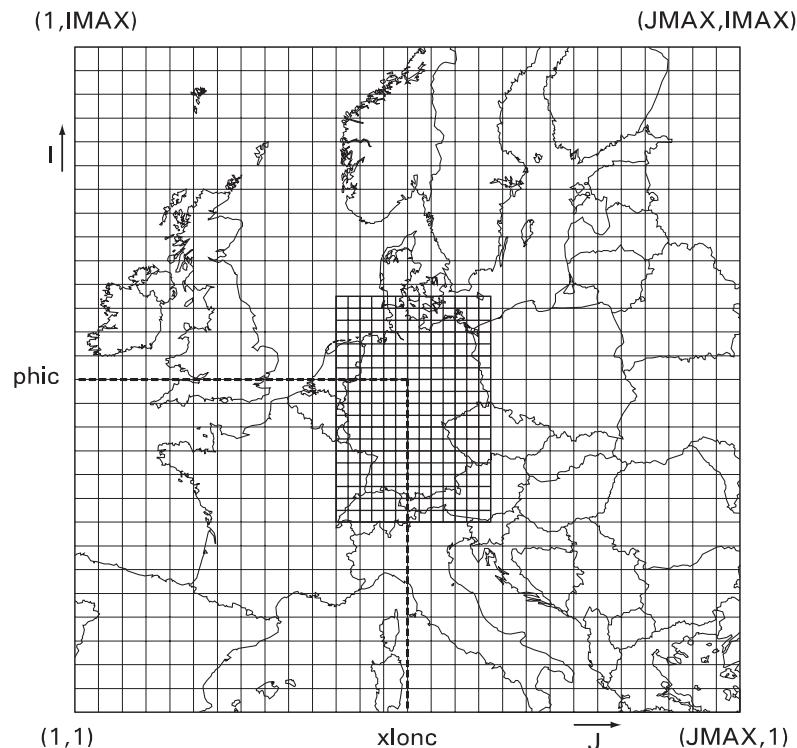 (1,IMAX)
(JMAX,IMAX)
I
phic
(1,1)
xlonc
J
(JMAX,1)